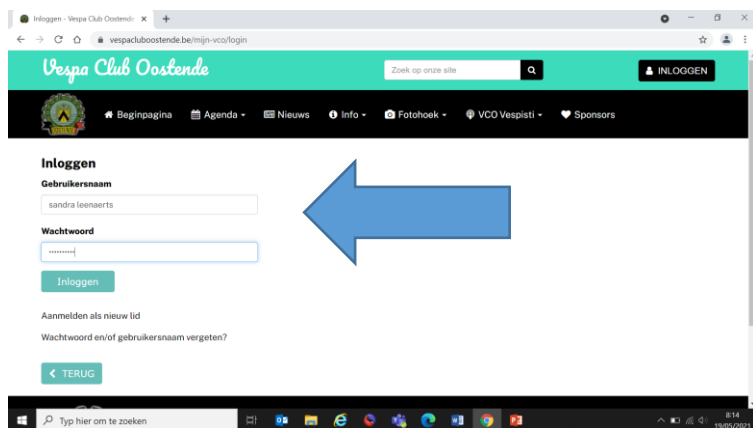 Inloggen - Vespa Club Oostende
vespacluboostende.be/mijn-vco/login
Vespa Club Oostende
Zoek op onze site
INLOGGEN
Beginpagina Agenda Nieuws Info Fotohoek VCO Vespisti Sponsors
Inloggen
Gebruikersnaam
sandra leenaerts
Wachtwoord
Inloggen
Aanmelden als nieuw lid
Wachtwoord en/of gebruikersnaam vergeten?
TERUG
Typ hier om te zoeken
8:14
19/05/2021